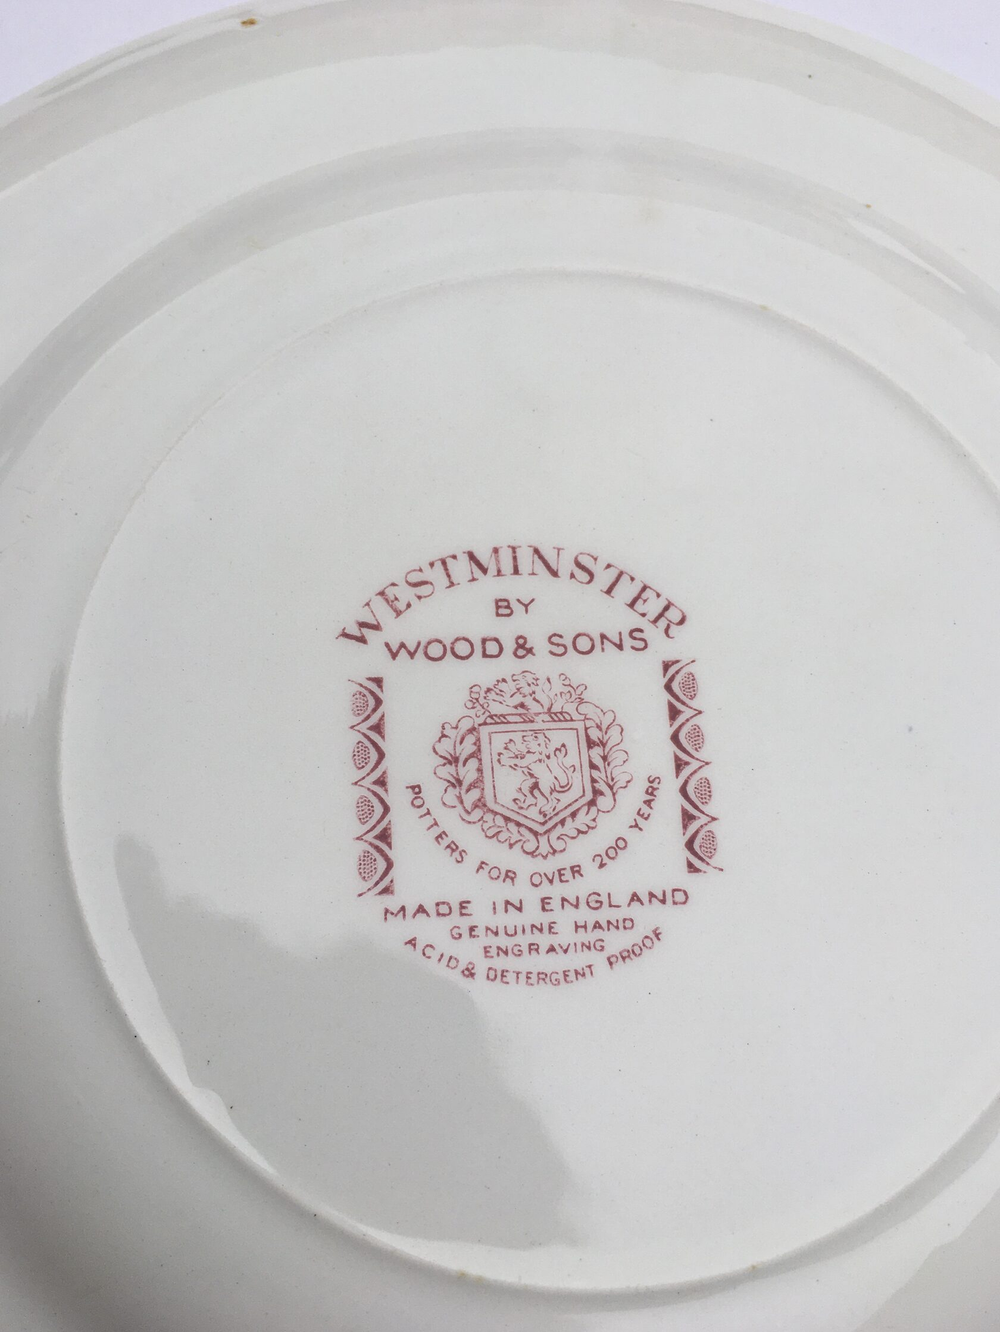 WESTMINSTER
BY
WOOD & SONS
POTTERS FOR OVER 200 YEARS
MADE IN ENGLAND
GENUINE HAND
ENGRAVING
ACID & DETERGENT PROOF